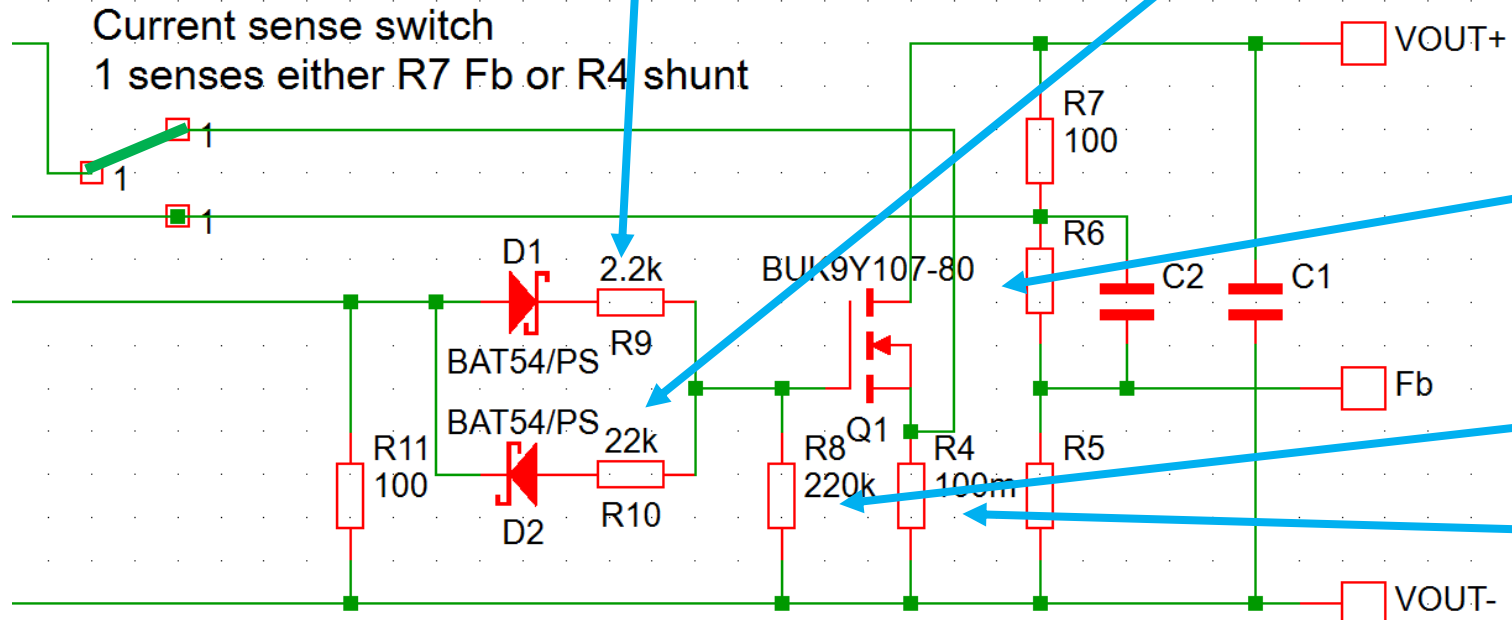 Current sense switch
1 senses either R7 Fb or R4 shunt
VOUT+
R7
100
1
1
1
R6
D1
2.2k
BUK9Y107-80
C2
C1
R9
BAT54/PS
Fb
BAT54/PS
22k
Q1
R11
100
R8
220k
R4
100m
R5
R10
D2
VOUT-